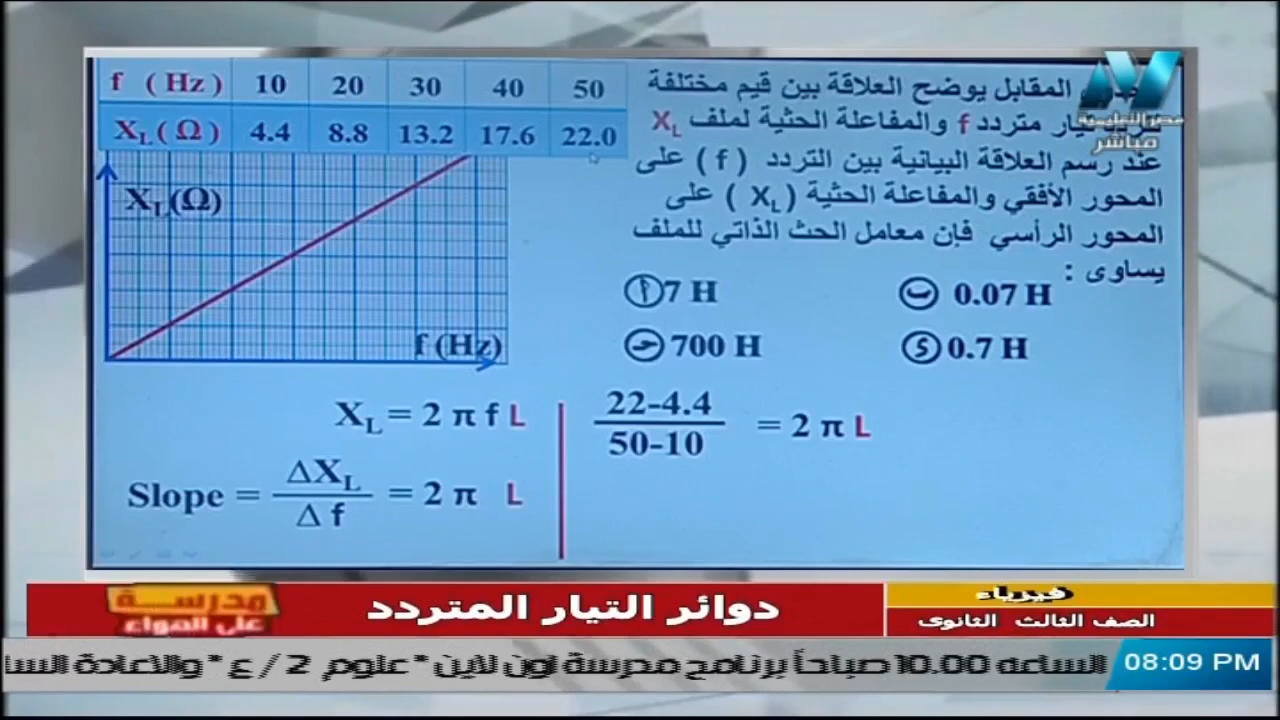 f (Hz) 10 20 30 40 50
XL (Ω) 4.4 8.8 13.2 17.6 22.0
المقابل يوضح العلاقة بين قيم مختلفة
تيار متردد f والمفاعلة الحثية لملف XL
عند رسم العلاقة البيانية بين التردد (f) على
المحور الأفقي والمفاعلة الحثية (XL) على
المحور الرأسي فإن معامل الحث الذاتي للملف
يساوى :
أ 7 H
ب 0.07 H
ج 700 H
د 0.7 H
XL(Ω)
f (Hz)
XL = 2 π f L
Slope = ΔXL / Δf = 2 π L
22-4.4 / 50-10 = 2 π L
مصر التعليمية
مباشر
مدرسة
على الهواء
دوائر التيار المتردد
فيزياء
الصف الثالث الثانوى
الساعه 10.00 صباحاً برنامج مدرسة اون لاين * علوم 2 / ع * والاعادة
08:09 PM